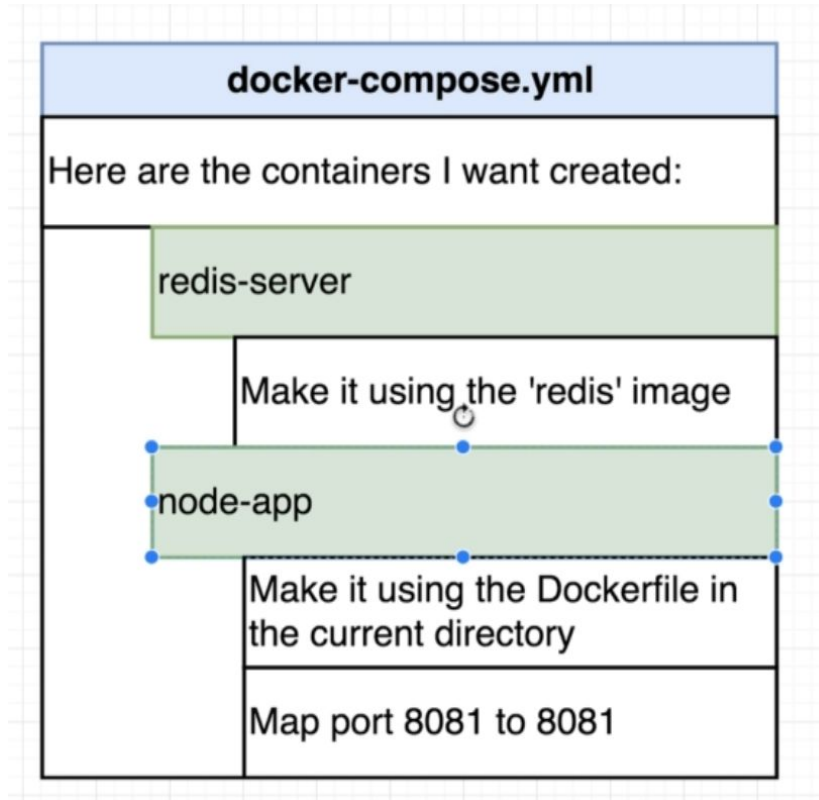 docker-compose.yml
Here are the containers I want created:
redis-server
Make it using the 'redis' image
node-app
Make it using the Dockerfile in
the current directory
Map port 8081 to 8081